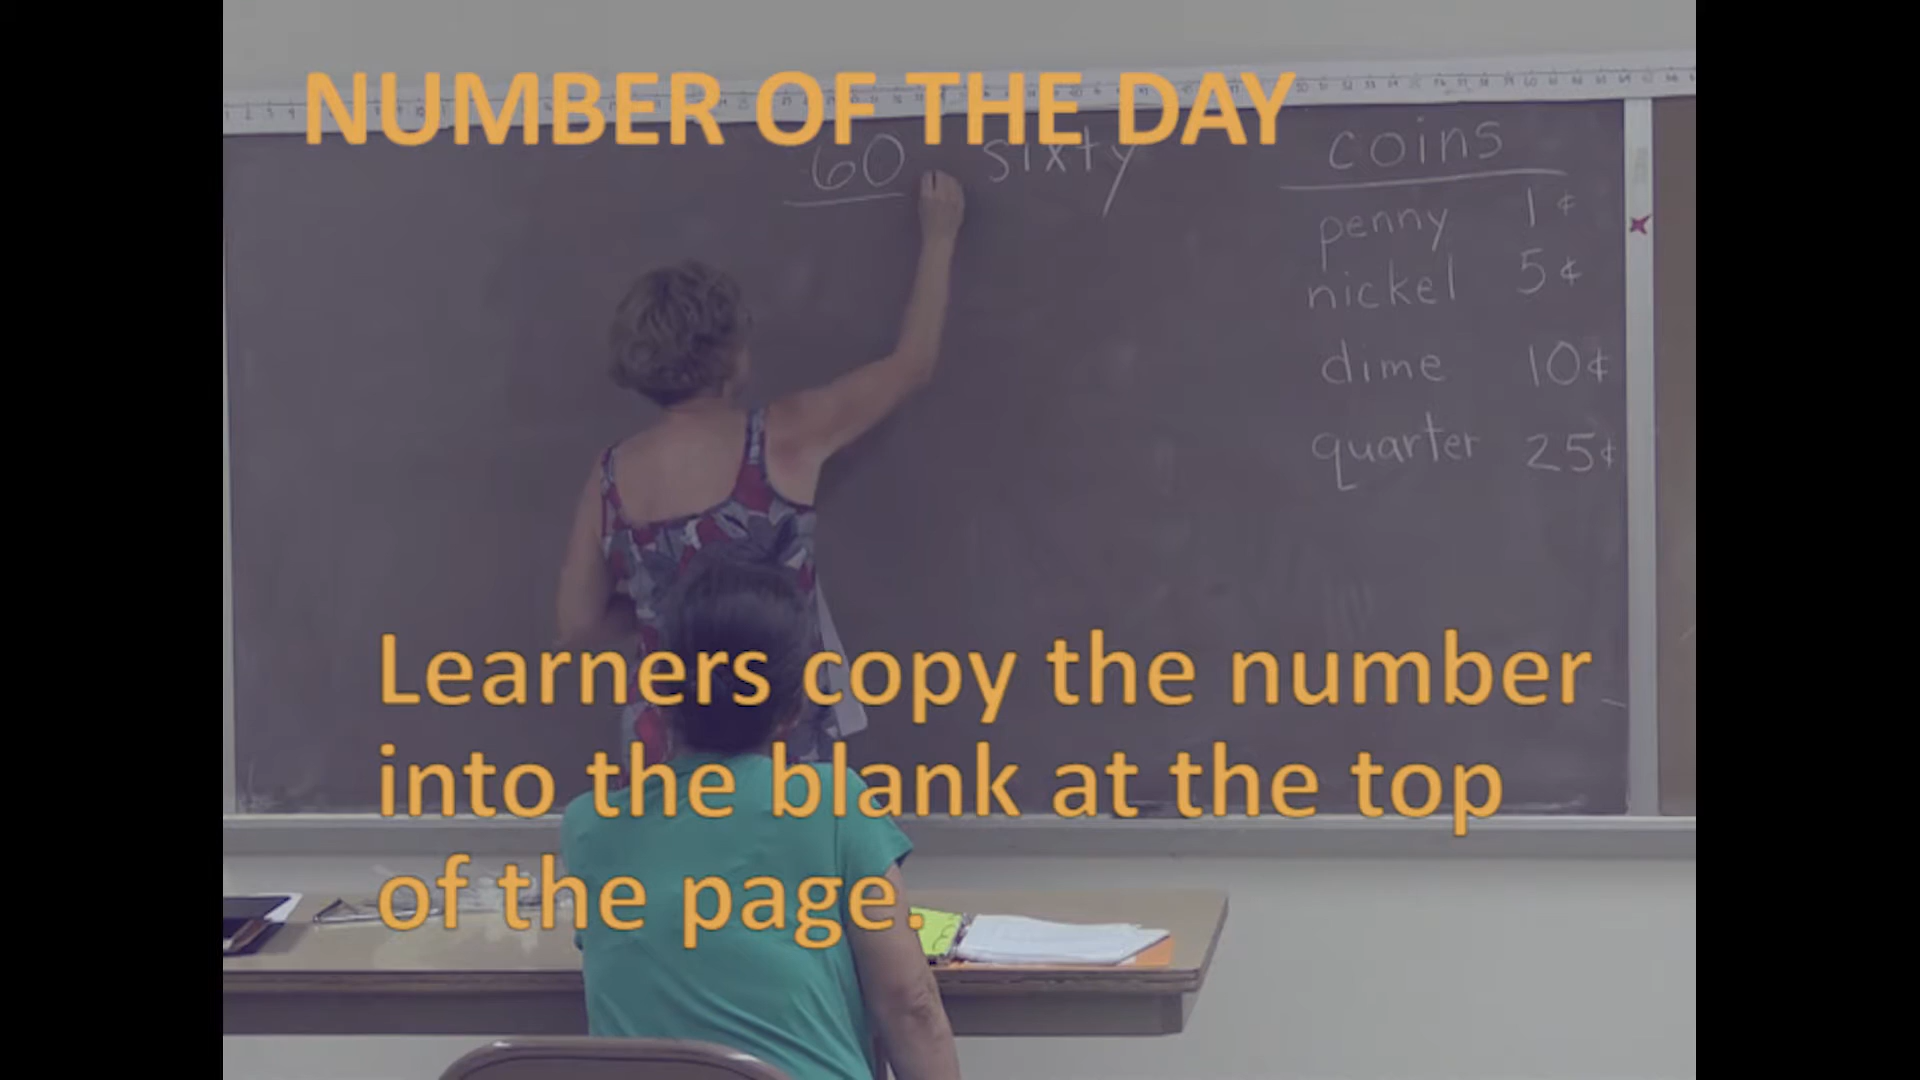 NUMBER OF THE DAY
60 sixty
coins
penny 1¢
nickel 5¢
dime 10¢
quarter 25¢
Learners copy the number
into the blank at the top
of the page.